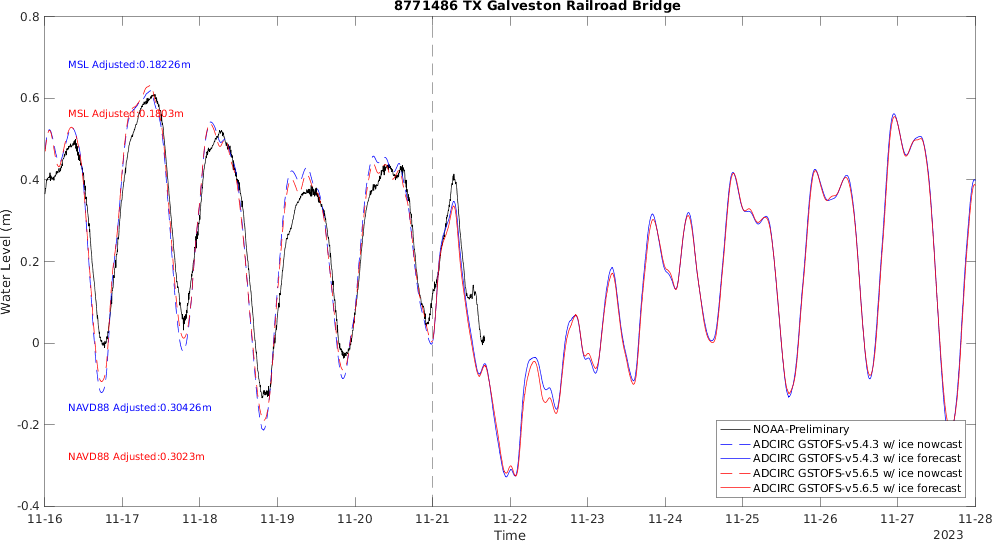 8771486 TX Galveston Railroad Bridge
0.8
0.6
0.4
0.2
0
-0.2
-0.4
Water Level (m)
MSL Adjusted:0.18226m
MSL Adjusted:0.1803m
NAVD88 Adjusted:0.30426m
NAVD88 Adjusted:0.3023m
NOAA-Preliminary
ADCIRC GSTOFS-v5.4.3 w/ ice nowcast
ADCIRC GSTOFS-v5.4.3 w/ ice forecast
ADCIRC GSTOFS-v5.6.5 w/ ice nowcast
ADCIRC GSTOFS-v5.6.5 w/ ice forecast
11-16 11-17 11-18 11-19 11-20 11-21 11-22 11-23 11-24 11-25 11-26 11-27 11-28
Time
2023